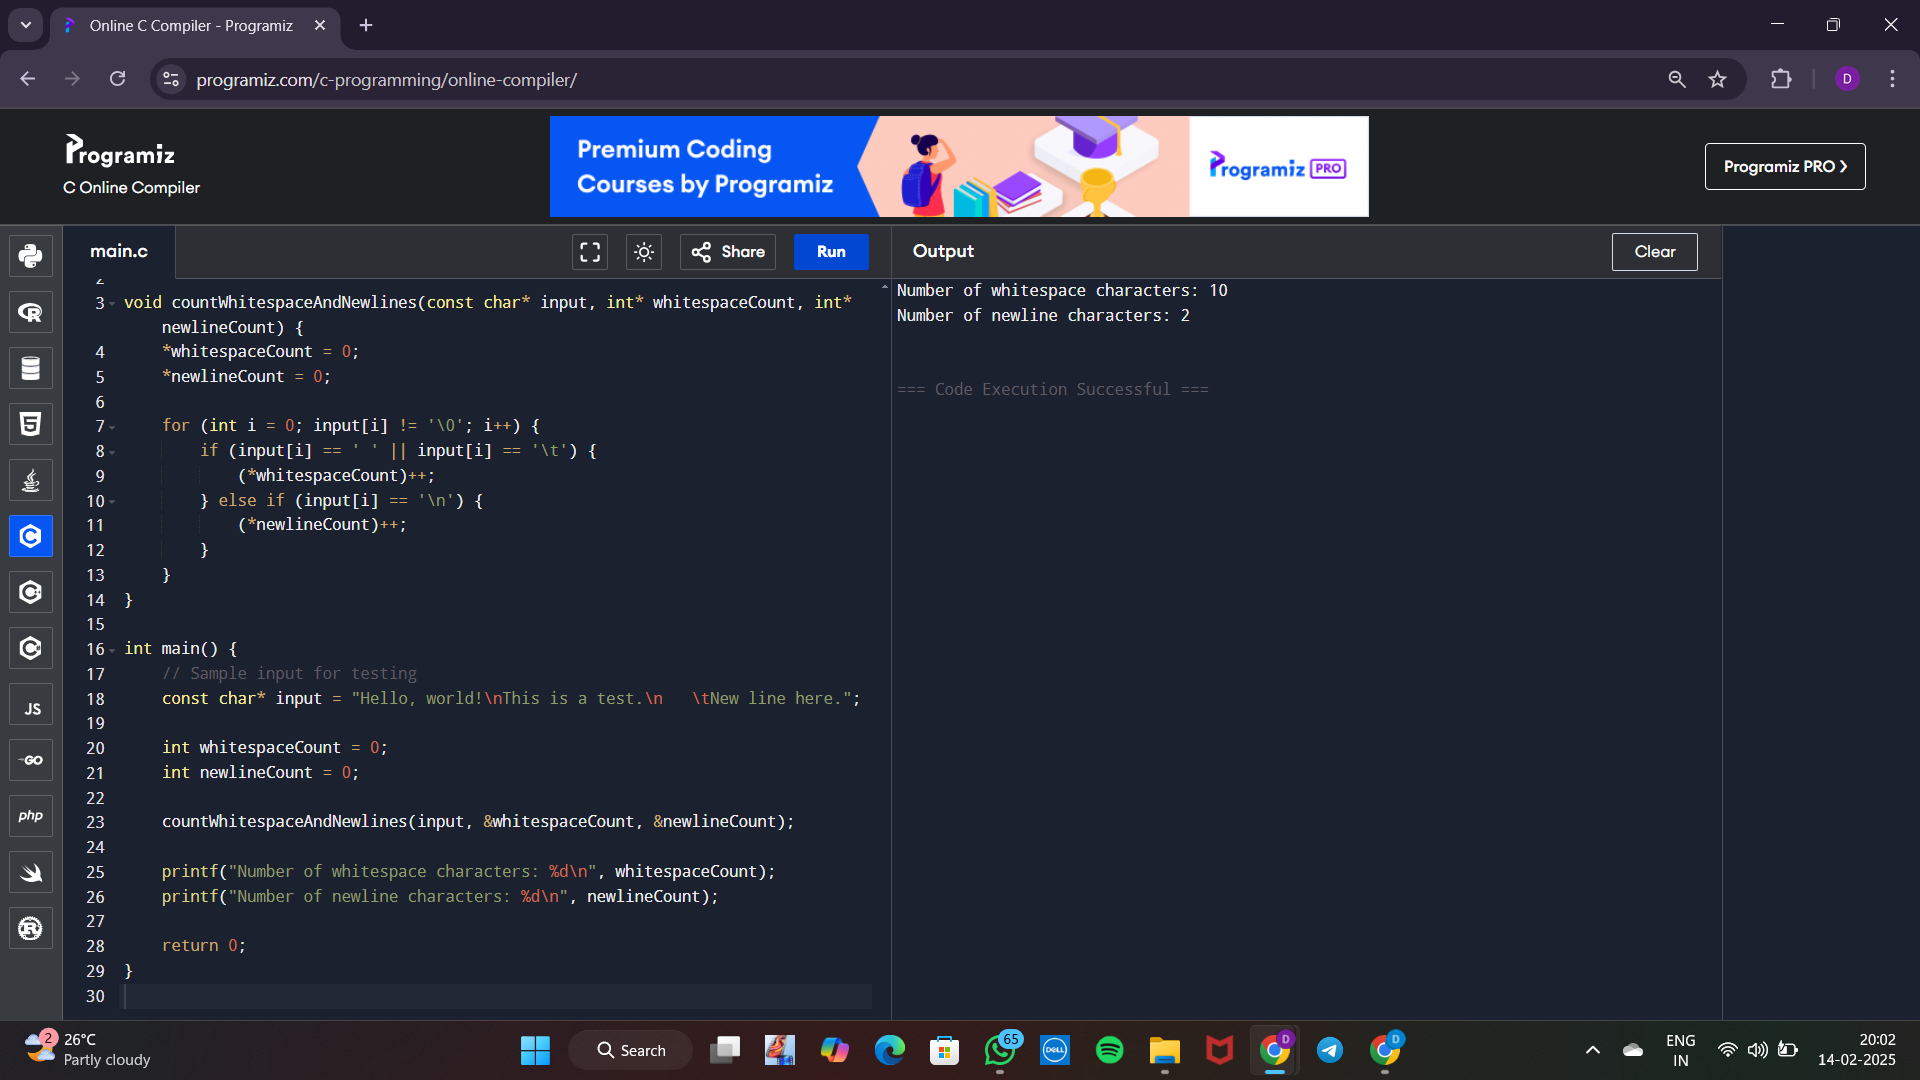 Online C Compiler - Programiz
programiz.com/c-programming/online-compiler/
D
Programiz
C Online Compiler
Premium Coding
Courses by Programiz
Programiz PRO
Programiz PRO ❯
main.c
Share
Run
Output
Clear
2
3 void countWhitespaceAndNewlines(const char* input, int* whitespaceCount, int*
newlineCount) {
4 *whitespaceCount = 0;
5 *newlineCount = 0;
6
7 for (int i = 0; input[i] != '\0'; i++) {
8 if (input[i] == ' ' || input[i] == '\t') {
9 (*whitespaceCount)++;
10 } else if (input[i] == '\n') {
11 (*newlineCount)++;
12 }
13 }
14 }
15
16 int main() {
17 // Sample input for testing
18 const char* input = "Hello, world!\nThis is a test.\n   \tNew line here.";
19
20 int whitespaceCount = 0;
21 int newlineCount = 0;
22
23 countWhitespaceAndNewlines(input, &whitespaceCount, &newlineCount);
24
25 printf("Number of whitespace characters: %d\n", whitespaceCount);
26 printf("Number of newline characters: %d\n", newlineCount);
27
28 return 0;
29 }
30
Number of whitespace characters: 10
Number of newline characters: 2
=== Code Execution Successful ===
R
5
C
C
C
JS
GO
php
R
2
26°C
Partly cloudy
Search
65
DELL
D
D
ENG
IN
20:02
14-02-2025